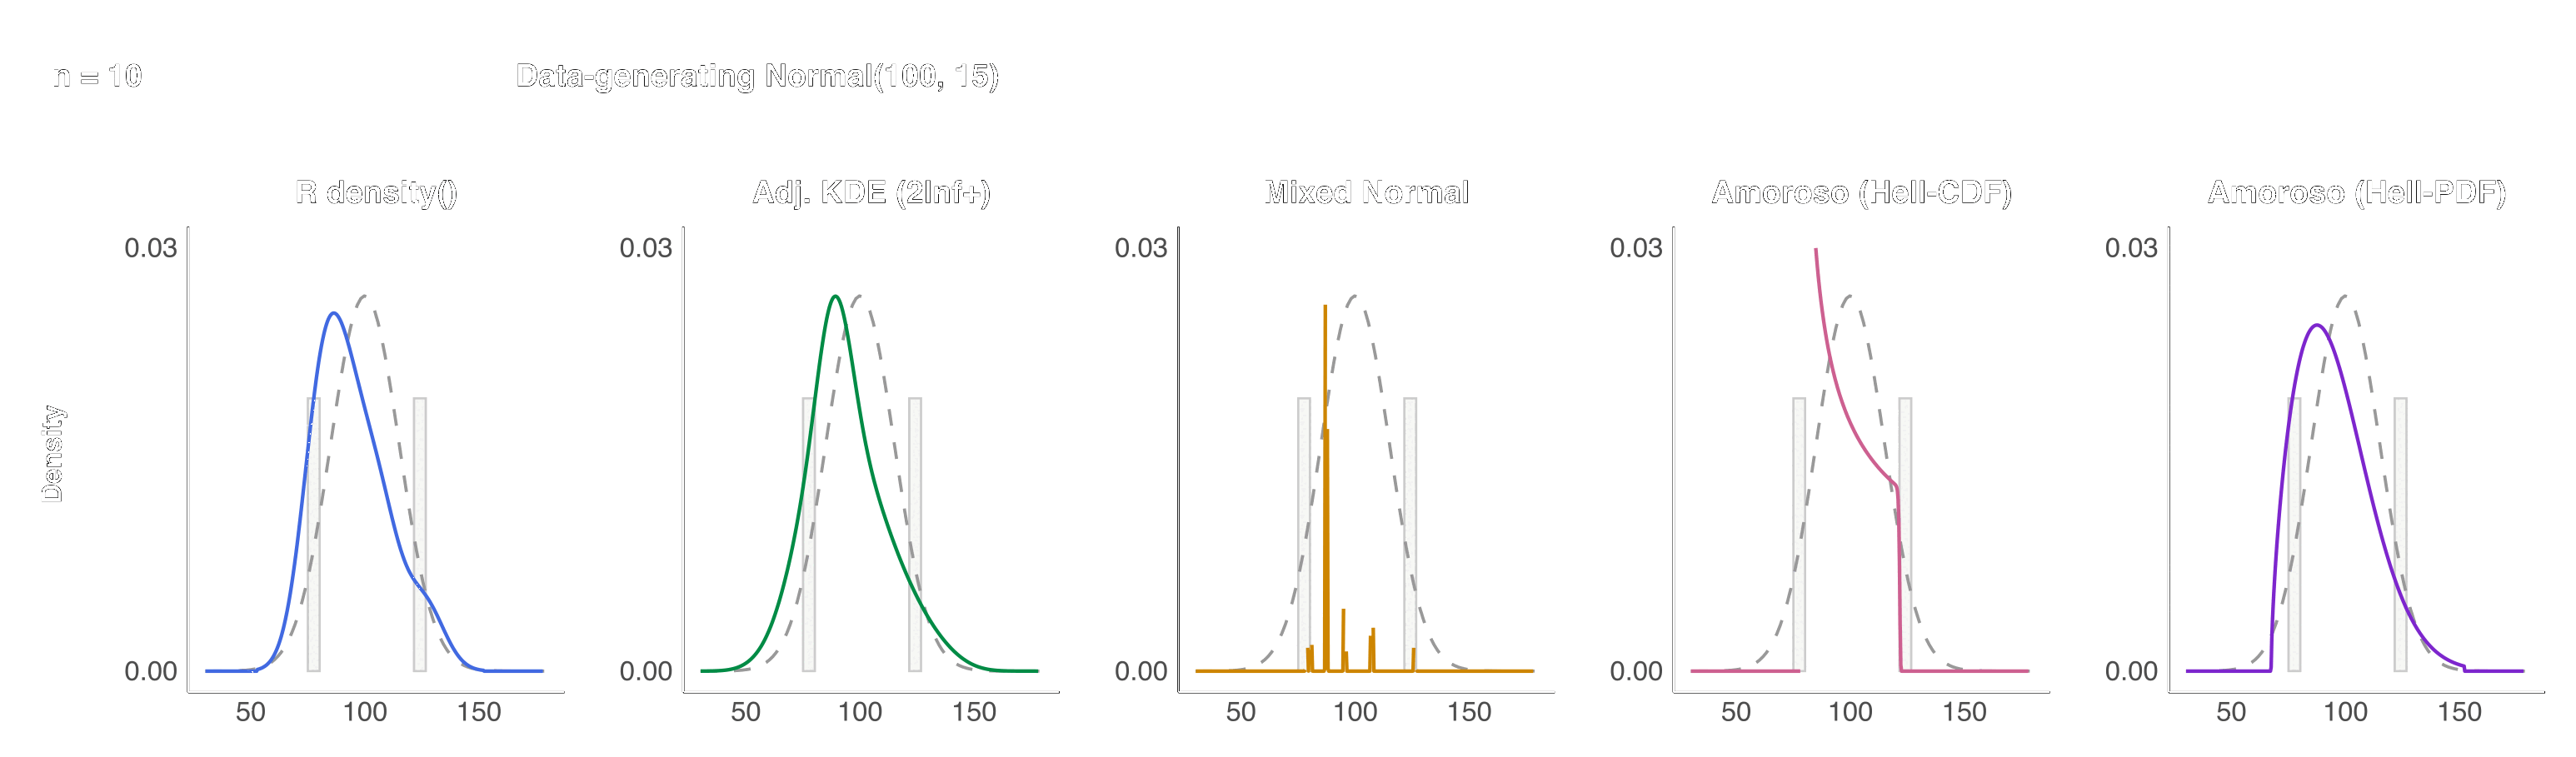 n = 10
Data-generating Normal(100, 15)
R density()
Adj. KDE (2Inf+)
Mixed Normal
Amoroso (Hell-CDF)
Amoroso (Hell-PDF)
Density
0.03
0.00
50 100 150
0.03
0.00
50 100 150
0.03
0.00
50 100 150
0.03
0.00
50 100 150
0.03
0.00
50 100 150